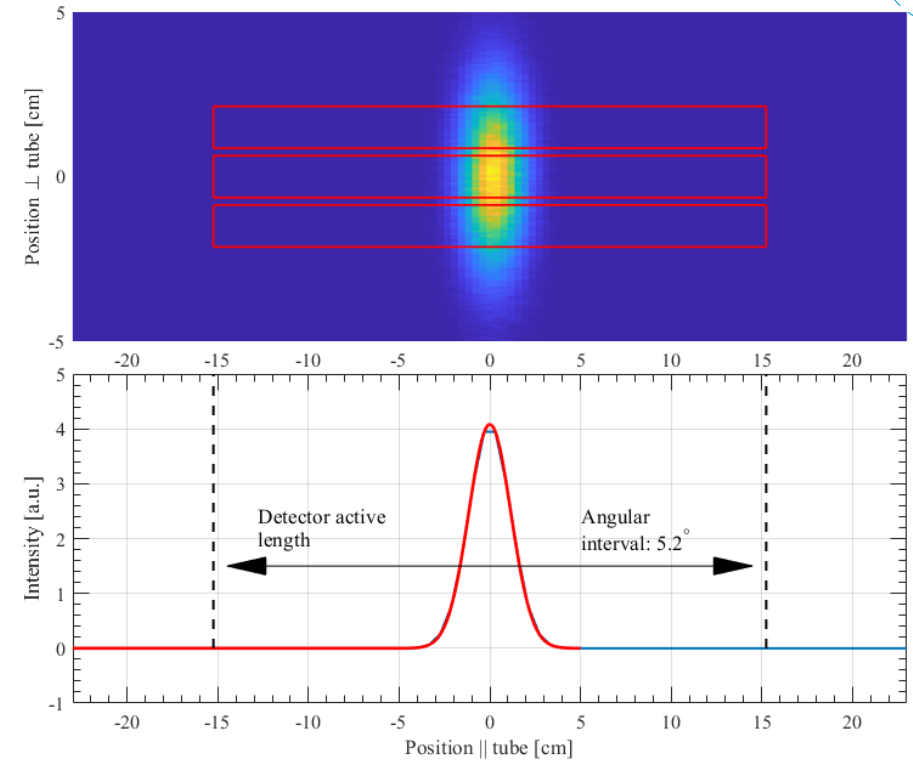 5
0
-5
Position ⊥ tube [cm]
-20 -15 -10 -5 0 5 10 15 20
5
4
3
2
1
0
-1
Intensity [a.u.]
Detector active
length
Angular
interval: 5.2°
-20 -15 -10 -5 0 5 10 15 20
Position || tube [cm]